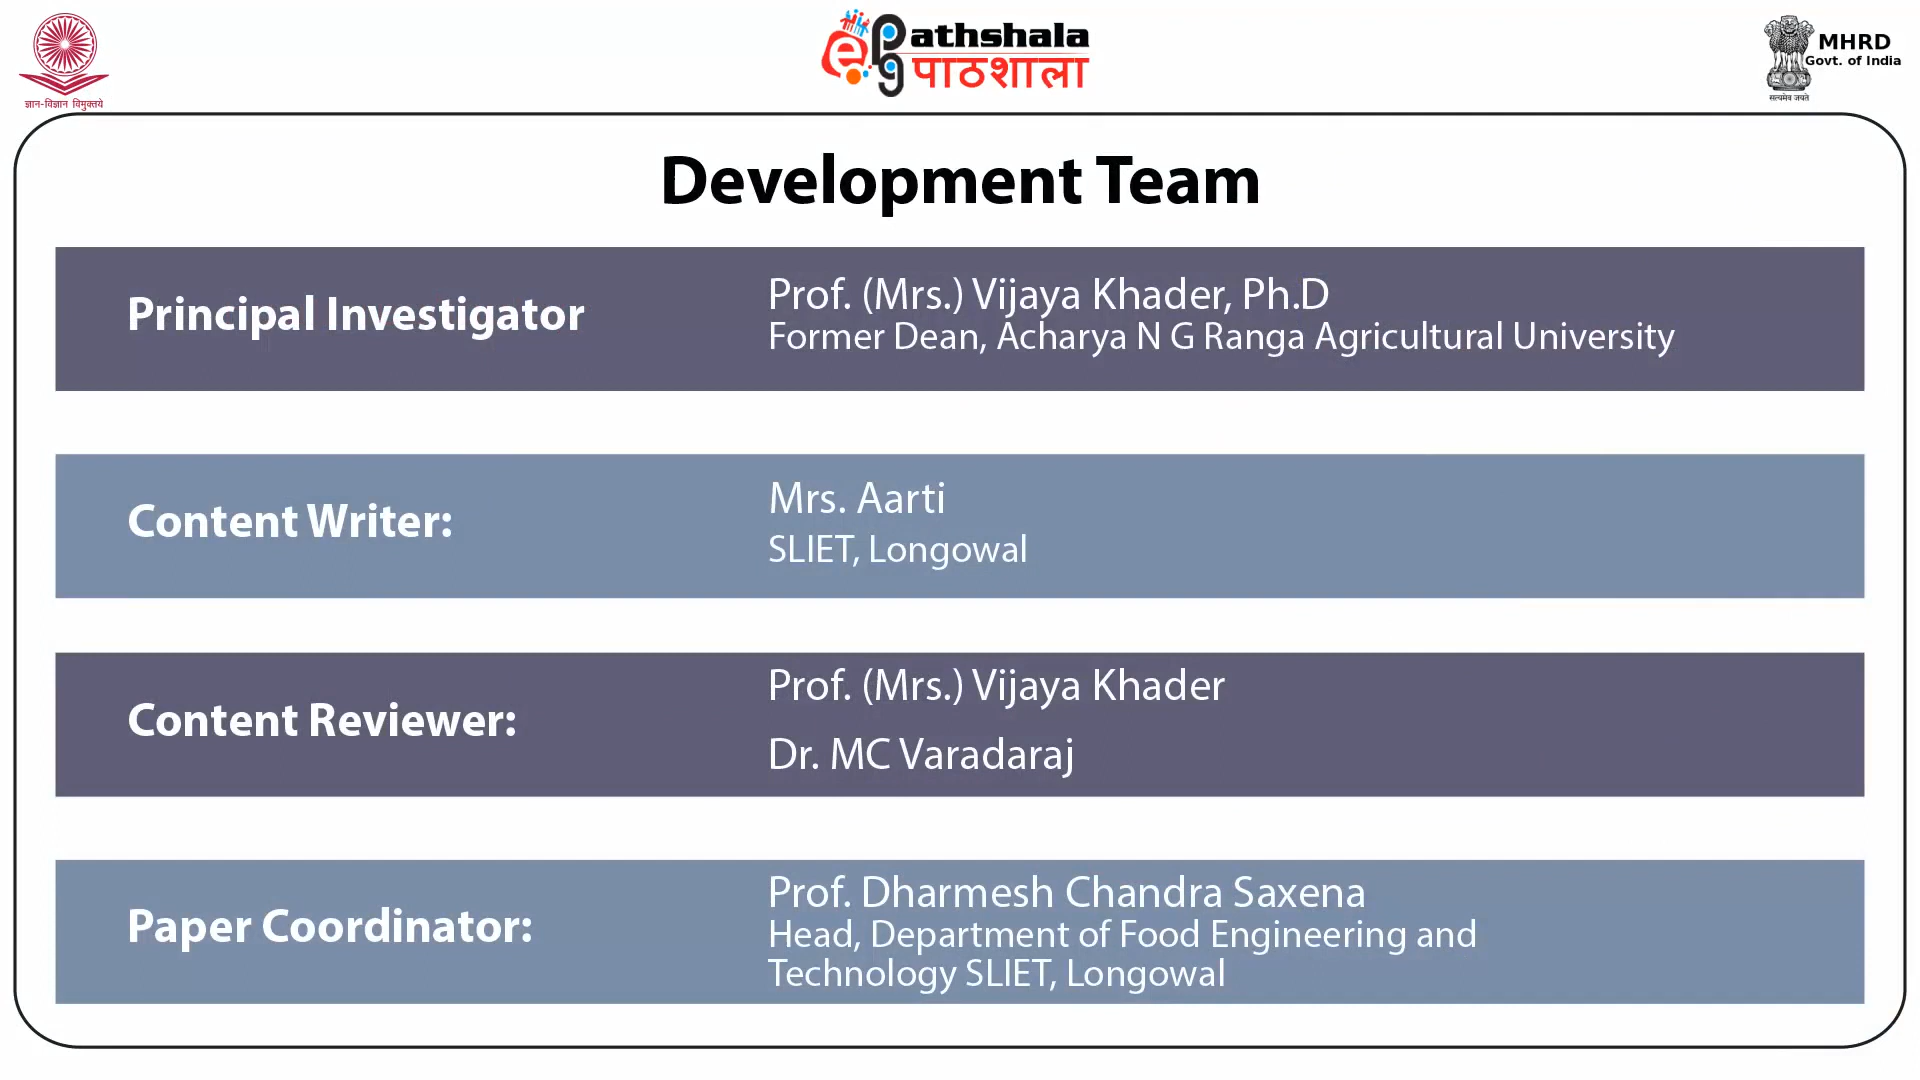 ज्ञान-विज्ञान विमुक्तये
ePG Pathshala
पाठशाला
MHRD
Govt. of India
सत्यमेव जयते
Development Team
Principal Investigator
Prof. (Mrs.) Vijaya Khader, Ph.D
Former Dean, Acharya N G Ranga Agricultural University
Content Writer:
Mrs. Aarti
SLIET, Longowal
Content Reviewer:
Prof. (Mrs.) Vijaya Khader
Dr. MC Varadaraj
Paper Coordinator:
Prof. Dharmesh Chandra Saxena
Head, Department of Food Engineering and
Technology SLIET, Longowal